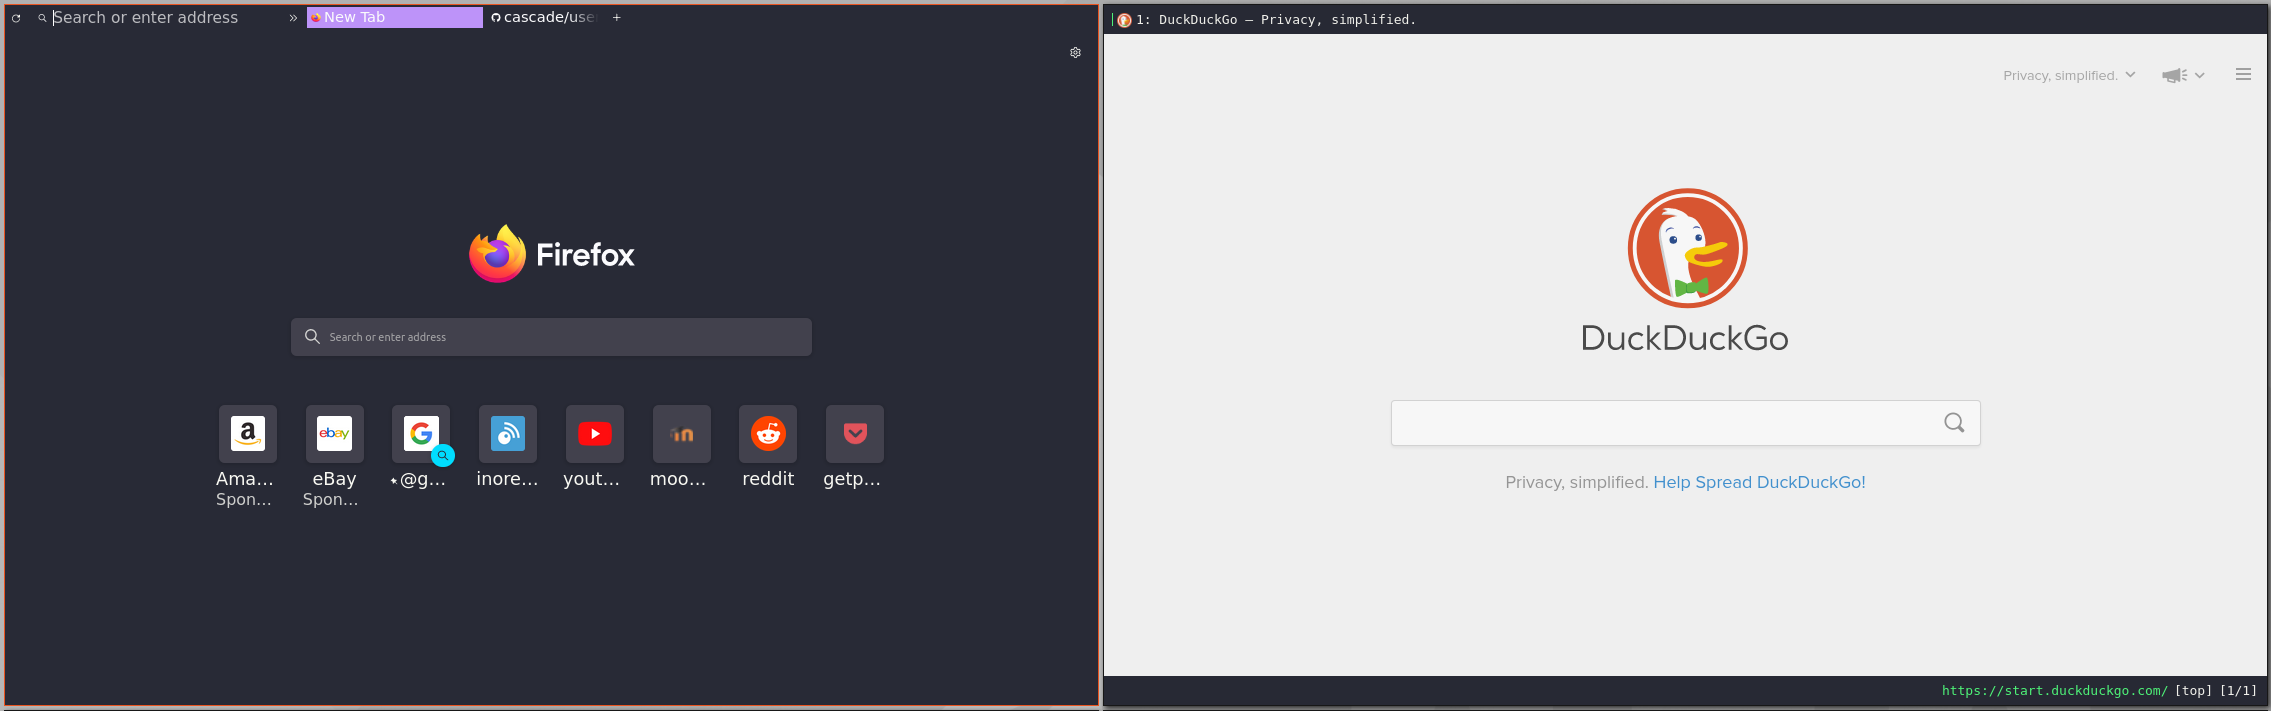 Search or enter address » New Tab cascade/use +
Firefox
Search or enter address
a ebay G in
Ama... eBay @g... inore... yout... moo... reddit getp...
Spon... Spon...
1: DuckDuckGo — Privacy, simplified.
Privacy, simplified.
DuckDuckGo
Privacy, simplified. Help Spread DuckDuckGo!
https://start.duckduckgo.com/ [top] [1/1]